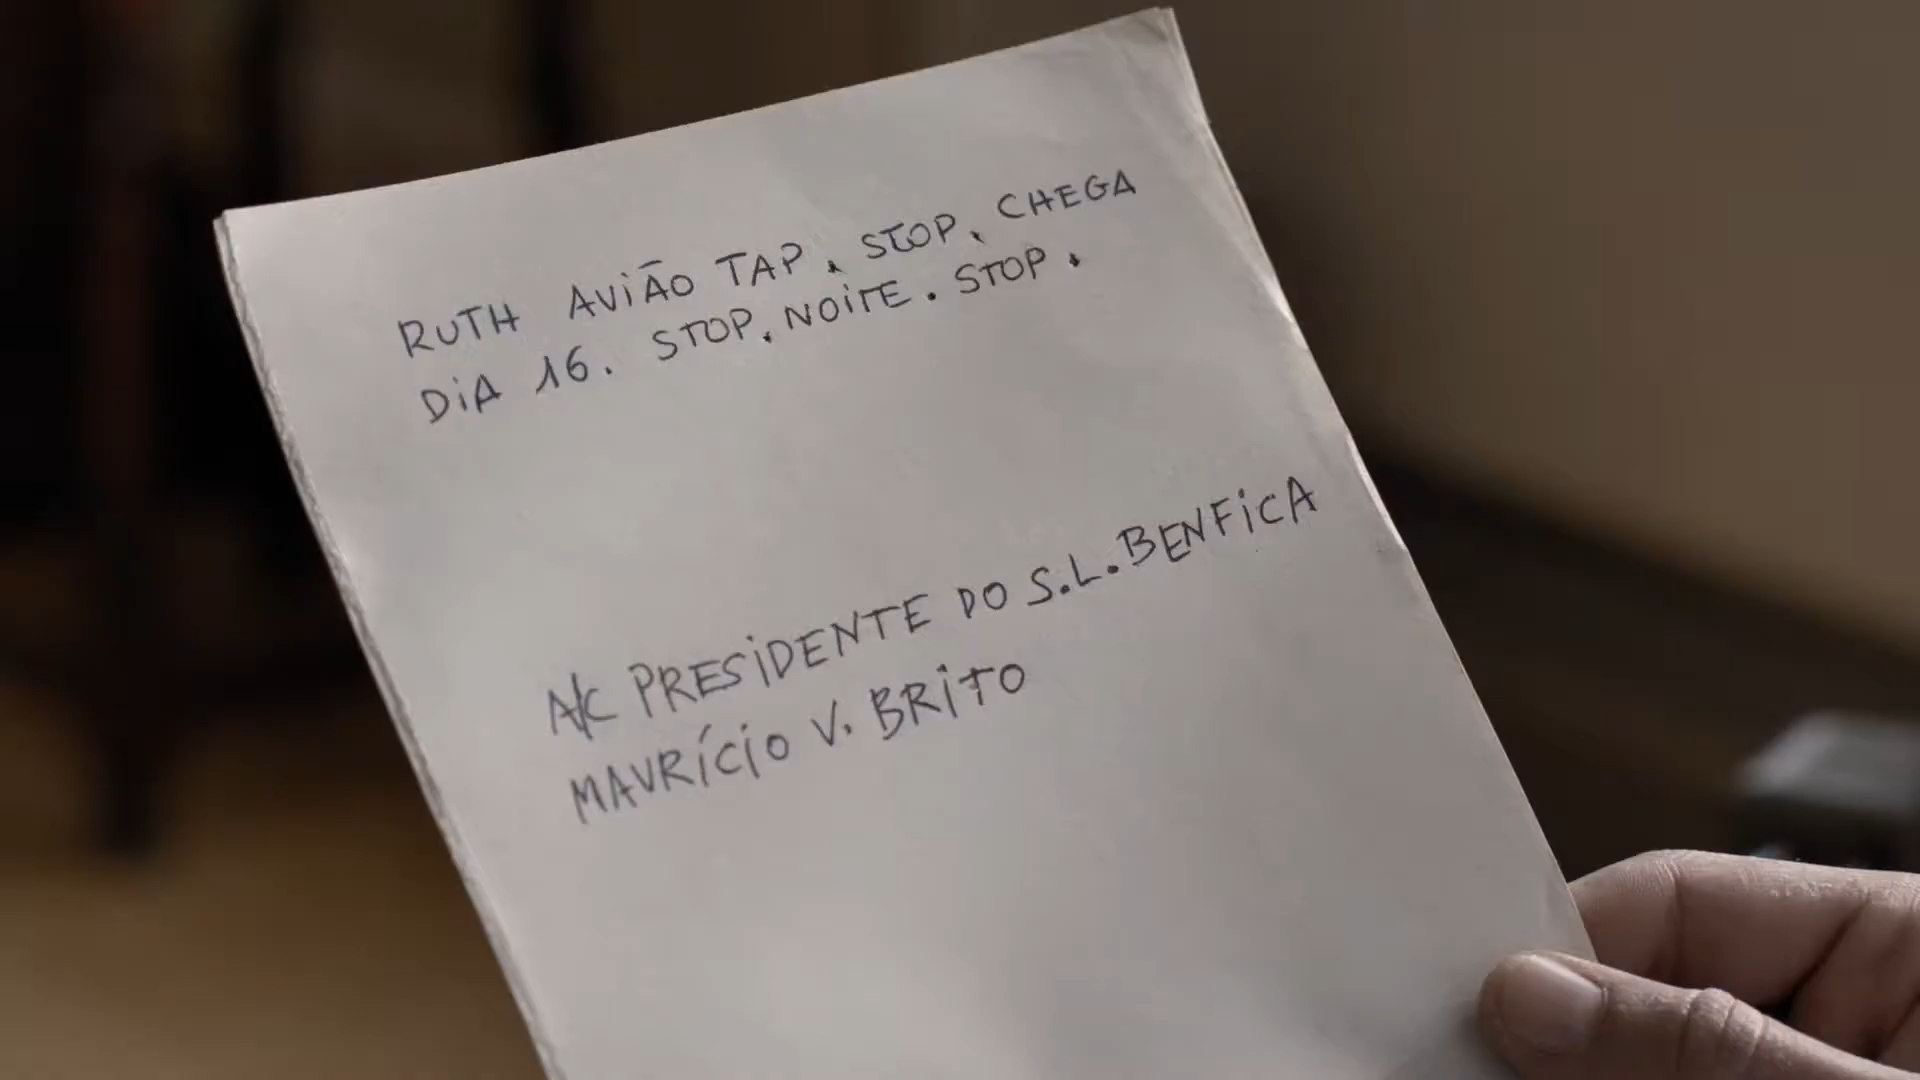 RUTH AVIÃO TAP. STOP. CHEGA
DIA 16. STOP. NOITE. STOP.
A/C PRESIDENTE DO S.L. BENFICA
MAURÍCIO V. BRITO